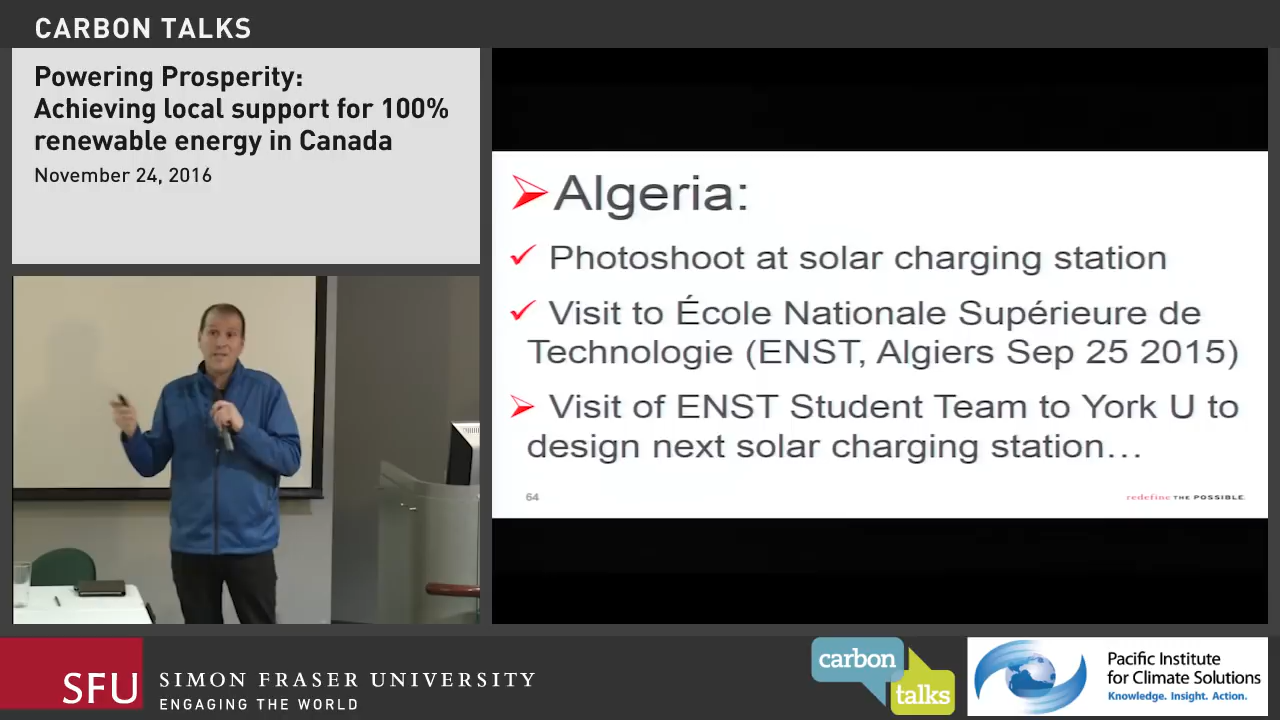 CARBON TALKS
Powering Prosperity:
Achieving local support for 100%
renewable energy in Canada
November 24, 2016
Algeria:
Photoshoot at solar charging station
Visit to École Nationale Supérieure de
Technologie (ENST, Algiers Sep 25 2015)
Visit of ENST Student Team to York U to
design next solar charging station…
64
redefine THE POSSIBLE.
SFU
SIMON FRASER UNIVERSITY
ENGAGING THE WORLD
carbon
talks
Pacific Institute
for Climate Solutions
Knowledge. Insight. Action.